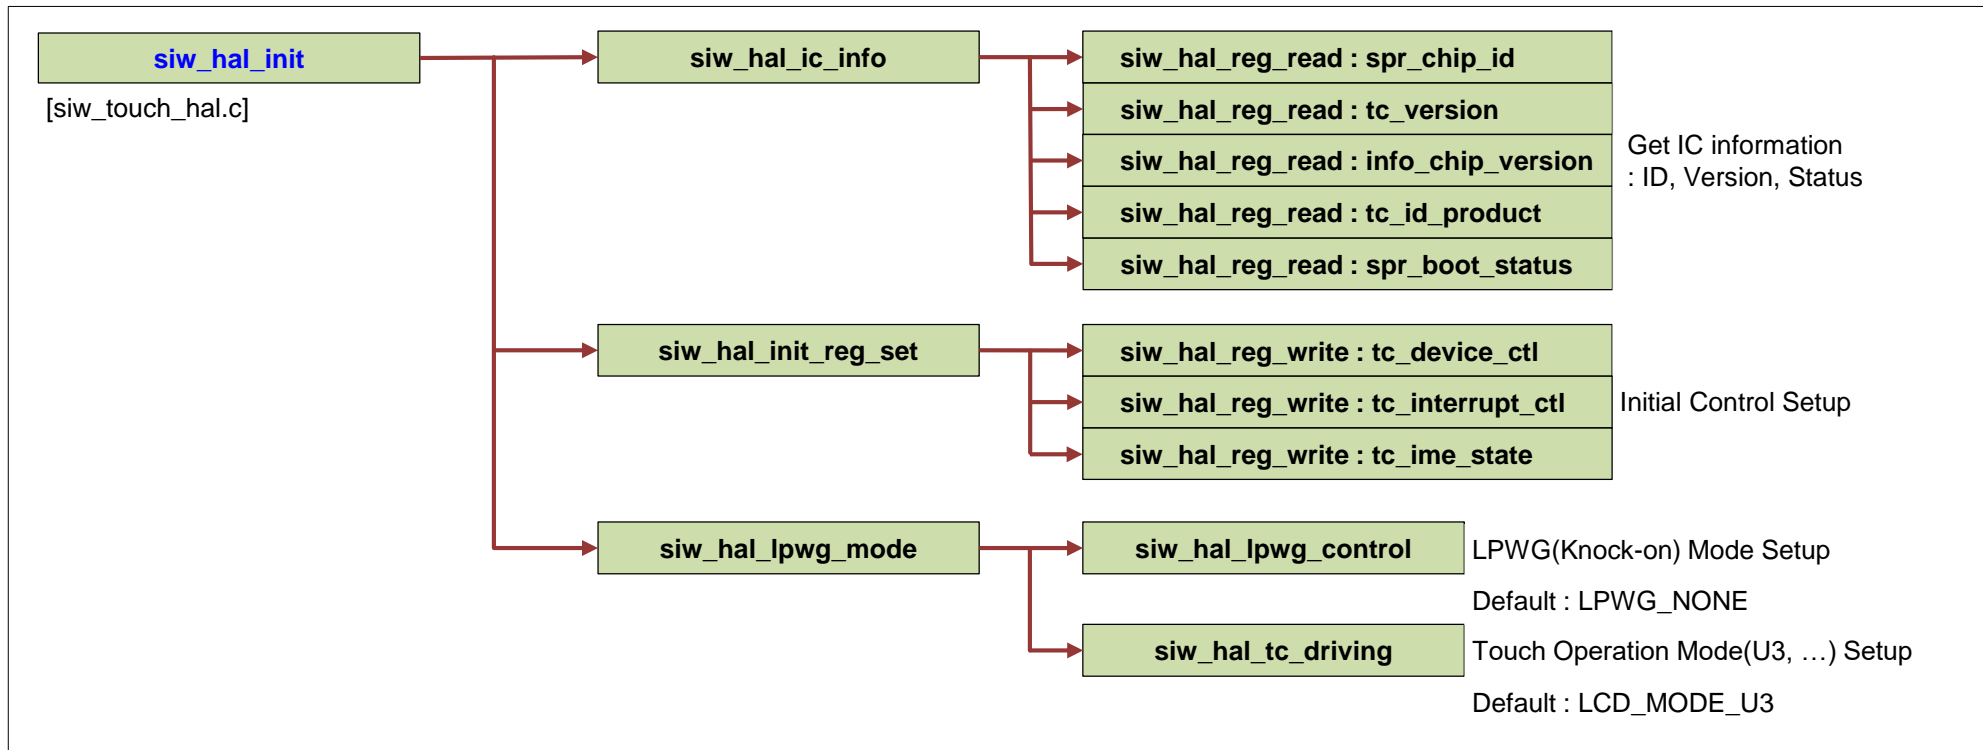 siw_hal_init
[siw_touch_hal.c]
siw_hal_ic_info
siw_hal_reg_read : spr_chip_id
siw_hal_reg_read : tc_version
siw_hal_reg_read : info_chip_version
siw_hal_reg_read : tc_id_product
siw_hal_reg_read : spr_boot_status
Get IC information
: ID, Version, Status
siw_hal_init_reg_set
siw_hal_reg_write : tc_device_ctl
siw_hal_reg_write : tc_interrupt_ctl
siw_hal_reg_write : tc_ime_state
Initial Control Setup
siw_hal_lpwg_mode
siw_hal_lpwg_control
LPWG(Knock-on) Mode Setup
Default : LPWG_NONE
siw_hal_tc_driving
Touch Operation Mode(U3, …) Setup
Default : LCD_MODE_U3